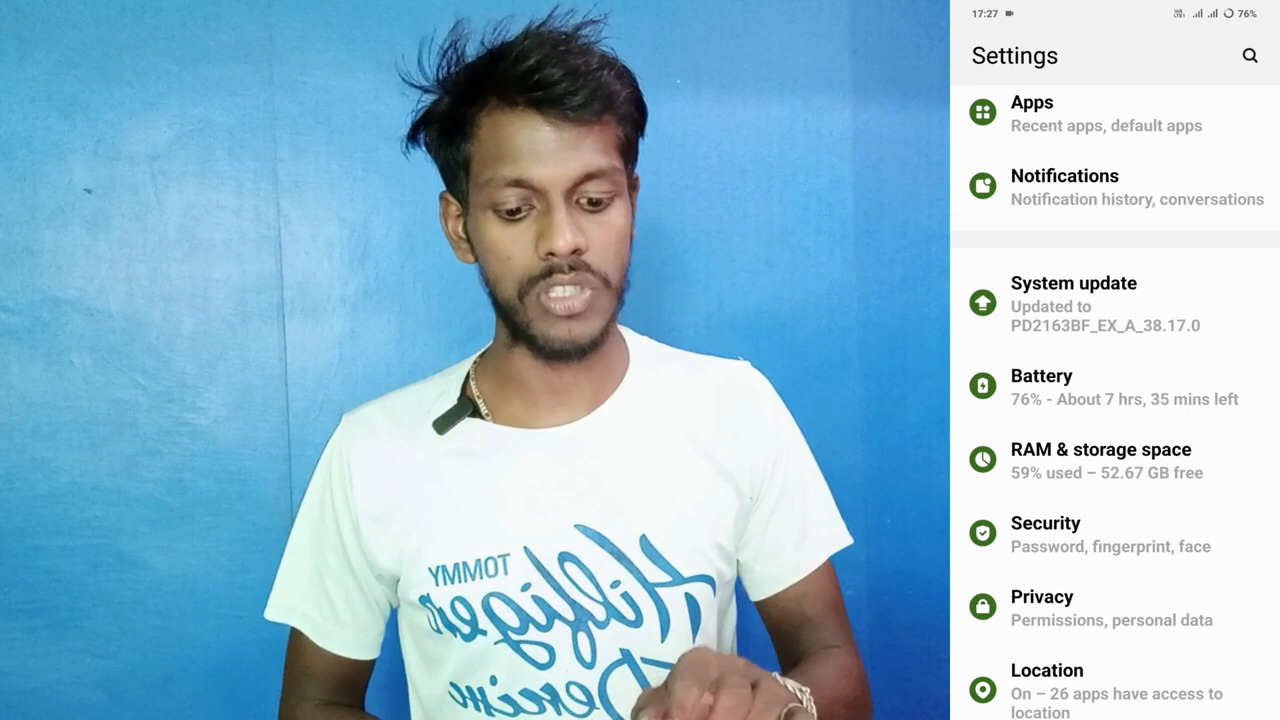 TOMMY
Hilfiger
Denim
17:27
76%
Settings
Apps
Recent apps, default apps
Notifications
Notification history, conversations
System update
Updated to
PD2163BF_EX_A_38.17.0
Battery
76% - About 7 hrs, 35 mins left
RAM & storage space
59% used – 52.67 GB free
Security
Password, fingerprint, face
Privacy
Permissions, personal data
Location
On – 26 apps have access to
location